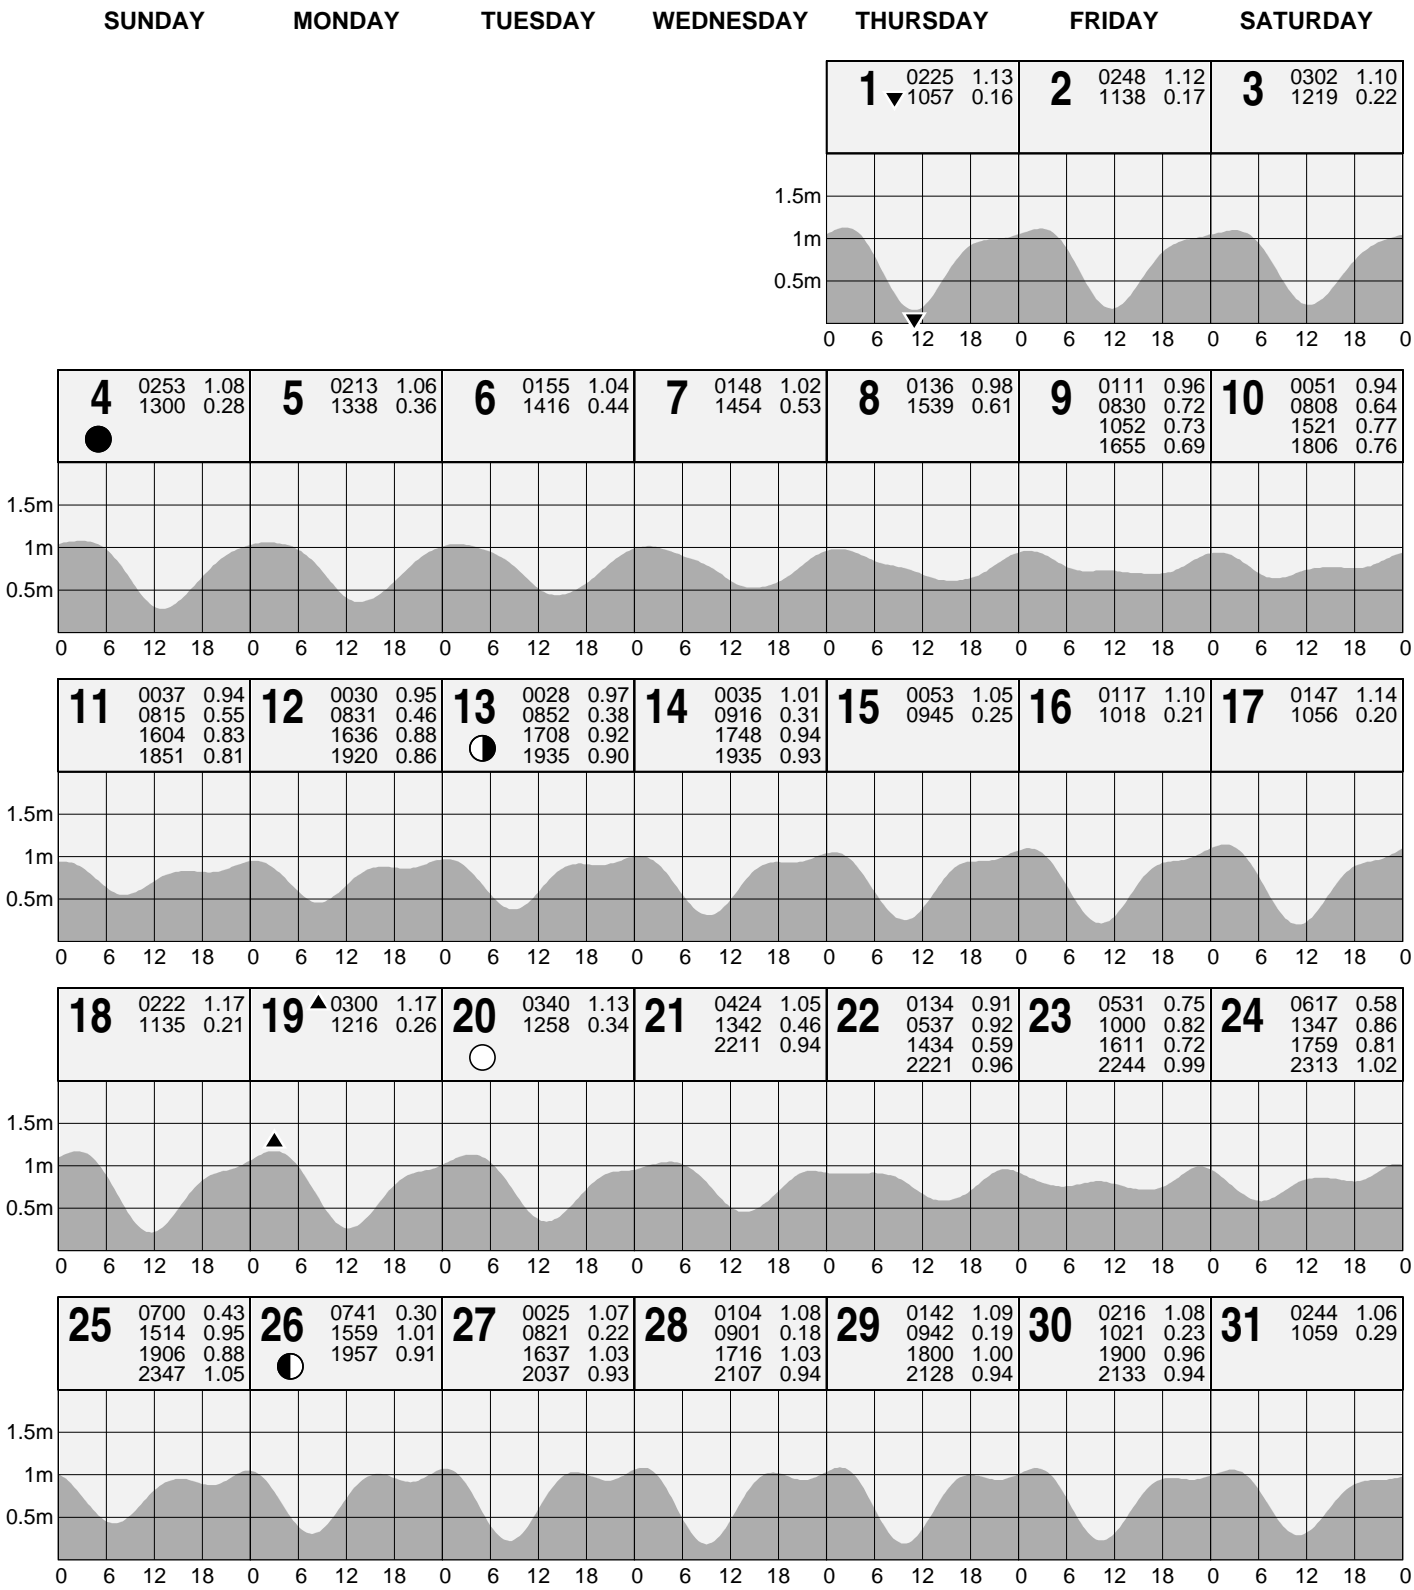 SUNDAY MONDAY TUESDAY WEDNESDAY THURSDAY FRIDAY SATURDAY
1 0225 1.13 2 0248 1.12 3 0302 1.10
▼1057 0.16 1138 0.17 1219 0.22
1.5m
1m
0.5m
0 6 12 18 0 6 12 18 0 6 12 18 0
4 0253 1.08 5 0213 1.06 6 0155 1.04 7 0148 1.02 8 0136 0.98 9 0111 0.96 10 0051 0.94
1300 0.28 1338 0.36 1416 0.44 1454 0.53 1539 0.61 0830 0.72 0808 0.64
1052 0.73 1521 0.77
1655 0.69 1806 0.76
1.5m
1m
0.5m
0 6 12 18 0 6 12 18 0 6 12 18 0 6 12 18 0 6 12 18 0 6 12 18 0 6 12 18 0
11 0037 0.94 12 0030 0.95 13 0028 0.97 14 0035 1.01 15 0053 1.05 16 0117 1.10 17 0147 1.14
0815 0.55 0831 0.46 0852 0.38 0916 0.31 0945 0.25 1018 0.21 1056 0.20
1604 0.83 1636 0.88 1708 0.92 1748 0.94
1851 0.81 1920 0.86 1935 0.90 1935 0.93
1.5m
1m
0.5m
0 6 12 18 0 6 12 18 0 6 12 18 0 6 12 18 0 6 12 18 0 6 12 18 0 6 12 18 0
18 0222 1.17 19 ▲0300 1.17 20 0340 1.13 21 0424 1.05 22 0134 0.91 23 0531 0.75 24 0617 0.58
1135 0.21 1216 0.26 1258 0.34 1342 0.46 0537 0.92 1000 0.82 1347 0.86
2211 0.94 1434 0.59 1611 0.72 1759 0.81
2221 0.96 2244 0.99 2313 1.02
1.5m
1m
0.5m
0 6 12 18 0 6 12 18 0 6 12 18 0 6 12 18 0 6 12 18 0 6 12 18 0 6 12 18 0
25 0700 0.43 26 0741 0.30 27 0025 1.07 28 0104 1.08 29 0142 1.09 30 0216 1.08 31 0244 1.06
1514 0.95 1559 1.01 0821 0.22 0901 0.18 0942 0.19 1021 0.23 1059 0.29
1906 0.88 1957 0.91 1637 1.03 1716 1.03 1800 1.00 1900 0.96
2347 1.05 2037 0.93 2107 0.94 2128 0.94 2133 0.94
1.5m
1m
0.5m
0 6 12 18 0 6 12 18 0 6 12 18 0 6 12 18 0 6 12 18 0 6 12 18 0 6 12 18 0